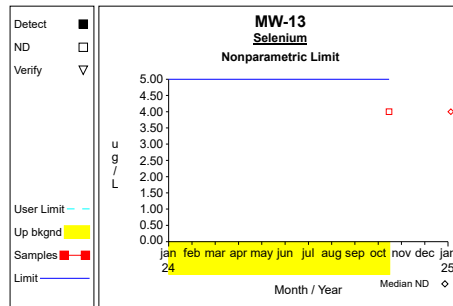 Detect
ND
Verify
User Limit
Up bkgnd
Samples
Limit
MW-13
Selenium
Nonparametric Limit
ug/L
5.00
4.50
4.00
3.50
3.00
2.50
2.00
1.50
1.00
0.50
0.00
jan feb mar apr may jun jul aug sep oct nov dec jan
24 25
Month / Year
Median ND